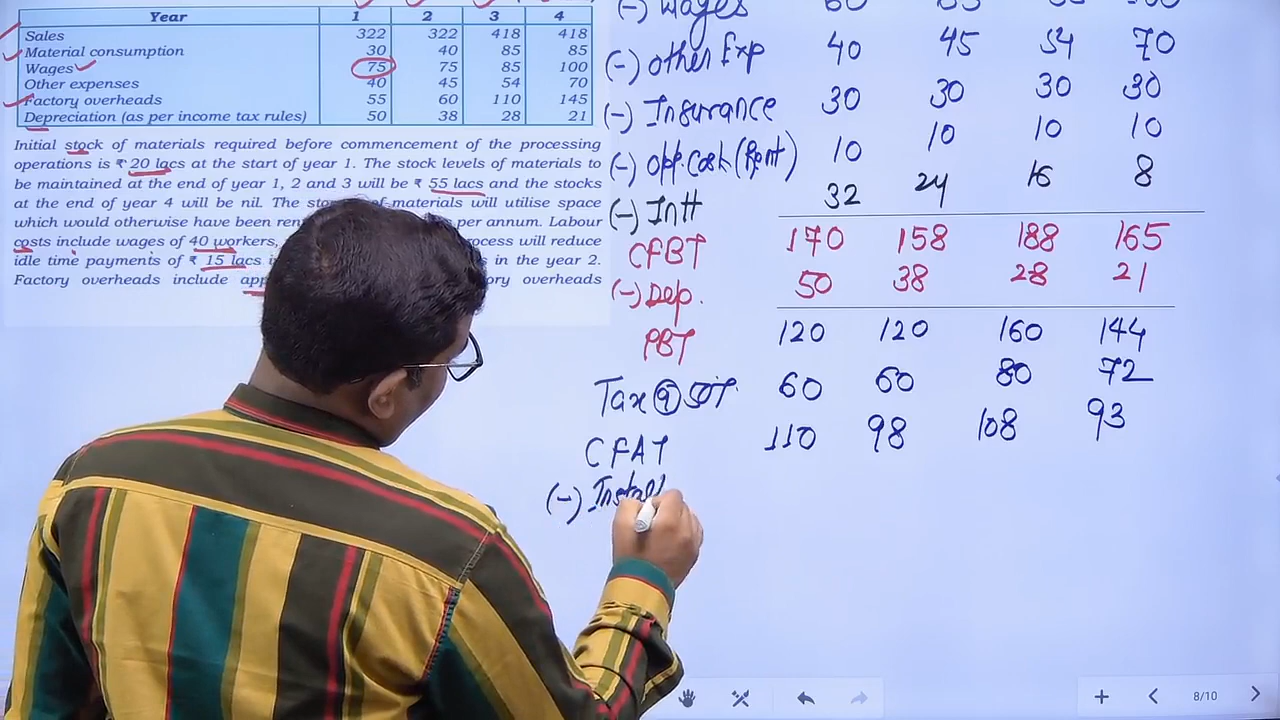 Year 1 2 3 4
Sales 322 322 418 418
Material consumption 30 40 85 85
Wages 75 75 85 100
Other expenses 40 45 54 70
Factory overheads 55 60 110 145
Depreciation (as per income tax rules) 50 38 28 21
Initial stock of materials required before commencement of the processing
operations is ₹ 20 lacs at the start of year 1. The stock levels of materials to
be maintained at the end of year 1, 2 and 3 will be ₹ 55 lacs and the stocks
at the end of year 4 will be nil. The of materials will utilise space
which would otherwise have been per annum. Labour
costs include wages of 40 workers, process will reduce
idle time payments of ₹ 15 lacs in the year 2.
Factory overheads include overheads
(-) Wages 60
(-) Other Exp 40 45 54 70
(-) Insurance 30 30 30 30
(-) Opp. Cost (Rent) 10 10 10 10
(-) Intt 32 24 16 8
CFBT 170 158 188 165
(-) Dep. 50 38 28 21
PBT 120 120 160 144
Tax @ 50%. 60 60 80 72
CFAT 110 98 108 93
(-) Install
8/10